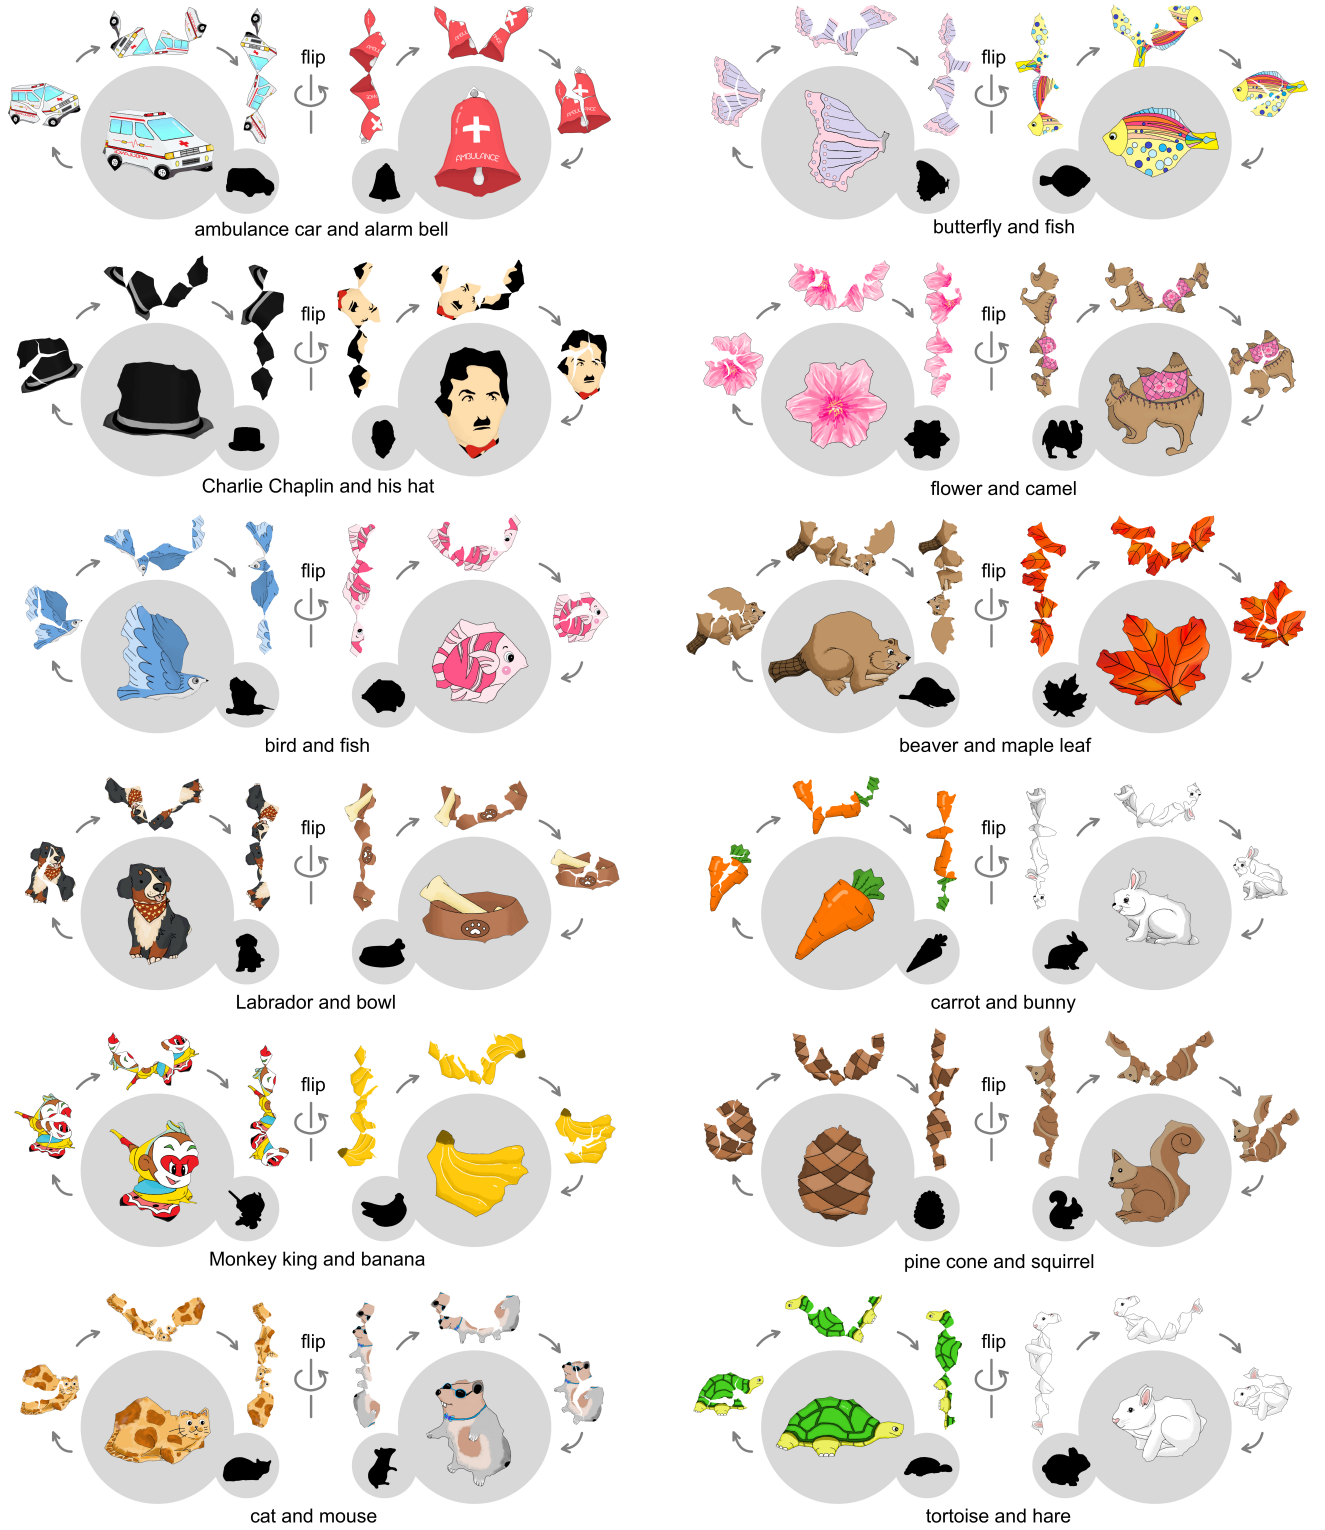 flip
AMBULANCE
ambulance car and alarm bell
flip
butterfly and fish
flip
Charlie Chaplin and his hat
flip
flower and camel
flip
bird and fish
flip
beaver and maple leaf
flip
Labrador and bowl
flip
carrot and bunny
flip
Monkey king and banana
flip
pine cone and squirrel
flip
cat and mouse
flip
tortoise and hare